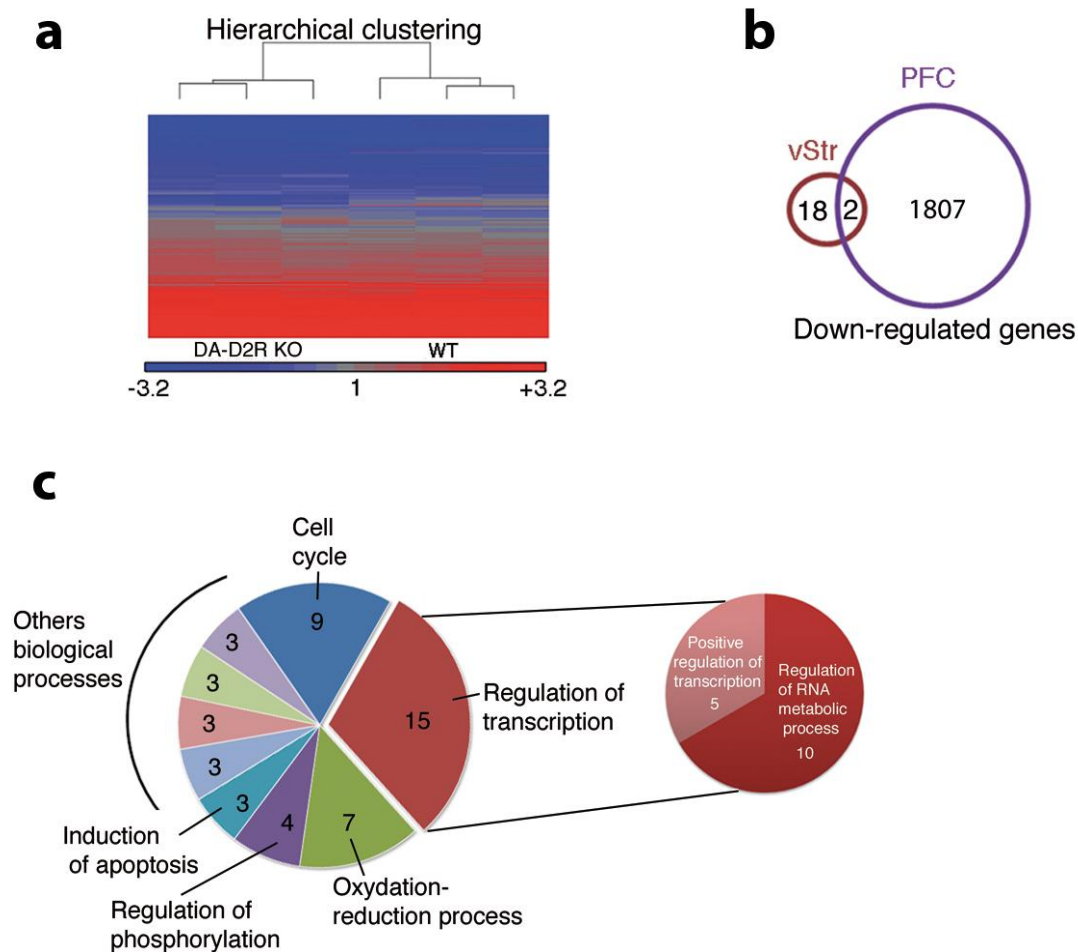 a
Hierarchical clustering
DA-D2R KO
WT
-3.2
1
+3.2
b
PFC
vStr
18
2
1807
Down-regulated genes
c
Cell
cycle
9
Others
biological
processes
3
3
3
3
3
4
7
15
Regulation of
transcription
Induction
of apoptosis
Regulation of
phosphorylation
Oxydation-
reduction process
Positive
regulation of
transcription
5
Regulation
of RNA
metabolic
process
10